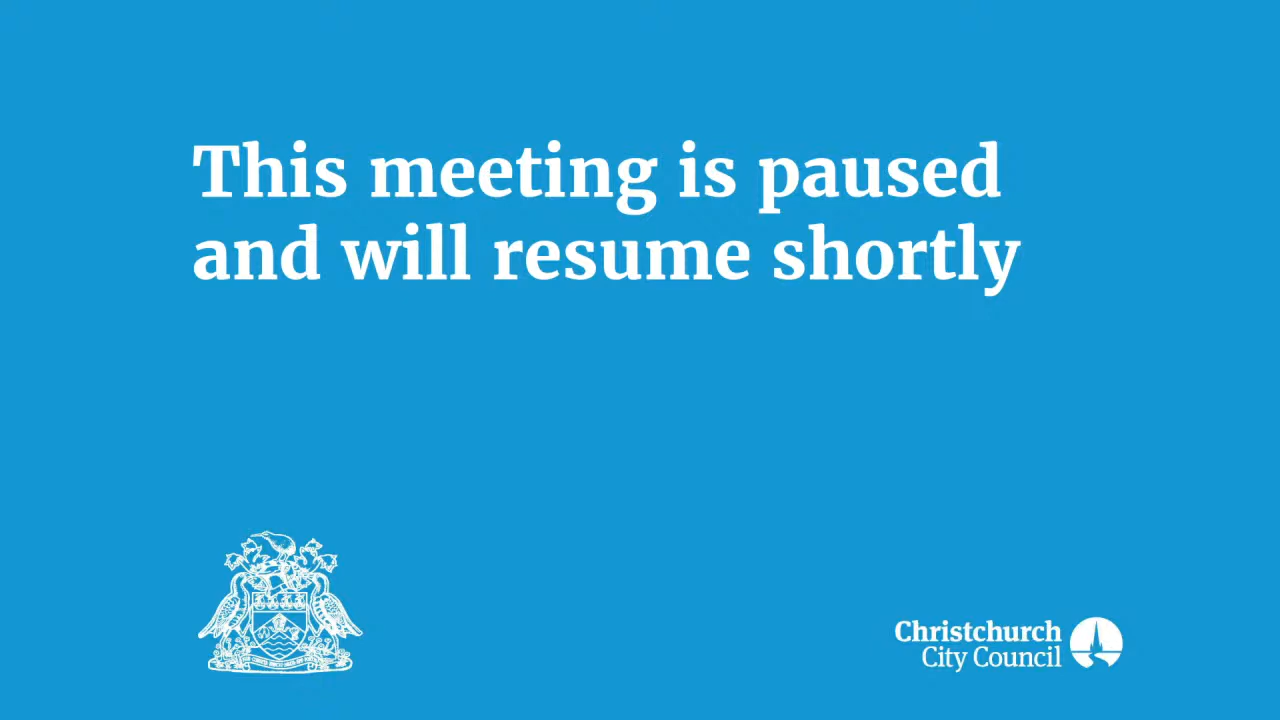 This meeting is paused
and will resume shortly
Christchurch
City Council